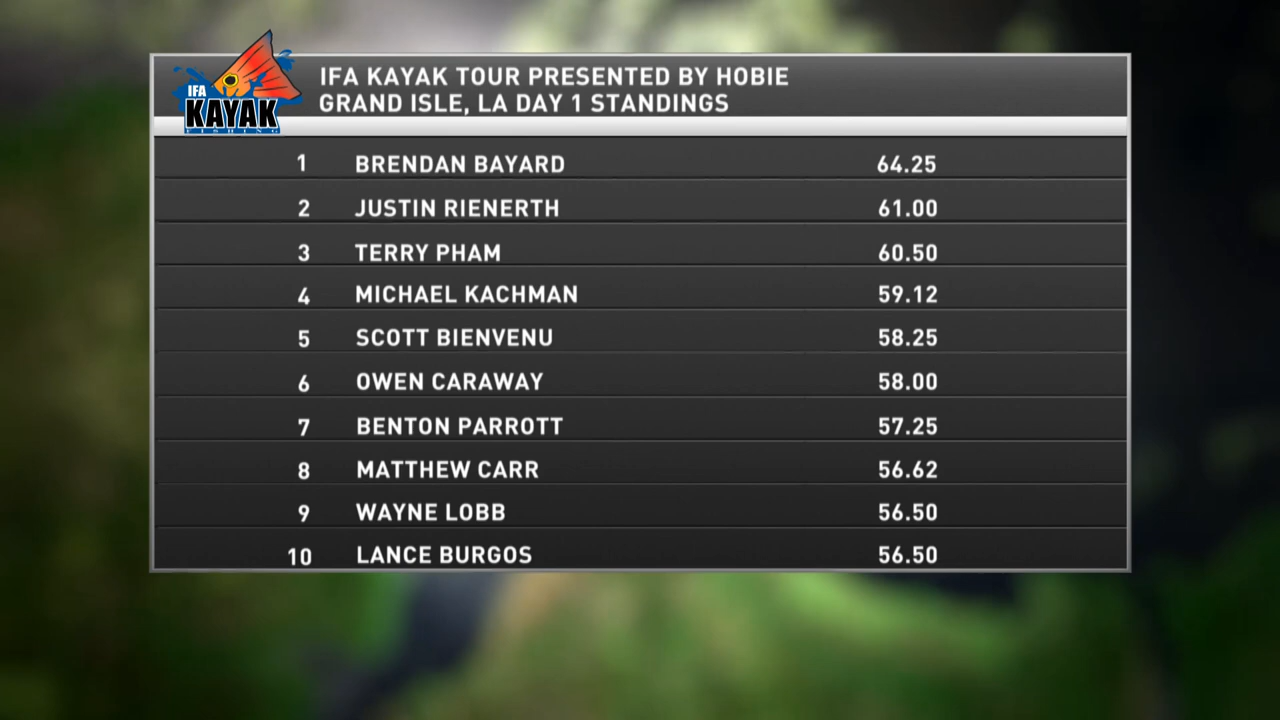 IFA
KAYAK
FISHING
IFA KAYAK TOUR PRESENTED BY HOBIE
GRAND ISLE, LA DAY 1 STANDINGS
1 BRENDAN BAYARD 64.25
2 JUSTIN RIENERTH 61.00
3 TERRY PHAM 60.50
4 MICHAEL KACHMAN 59.12
5 SCOTT BIENVENU 58.25
6 OWEN CARAWAY 58.00
7 BENTON PARROTT 57.25
8 MATTHEW CARR 56.62
9 WAYNE LOBB 56.50
10 LANCE BURGOS 56.50